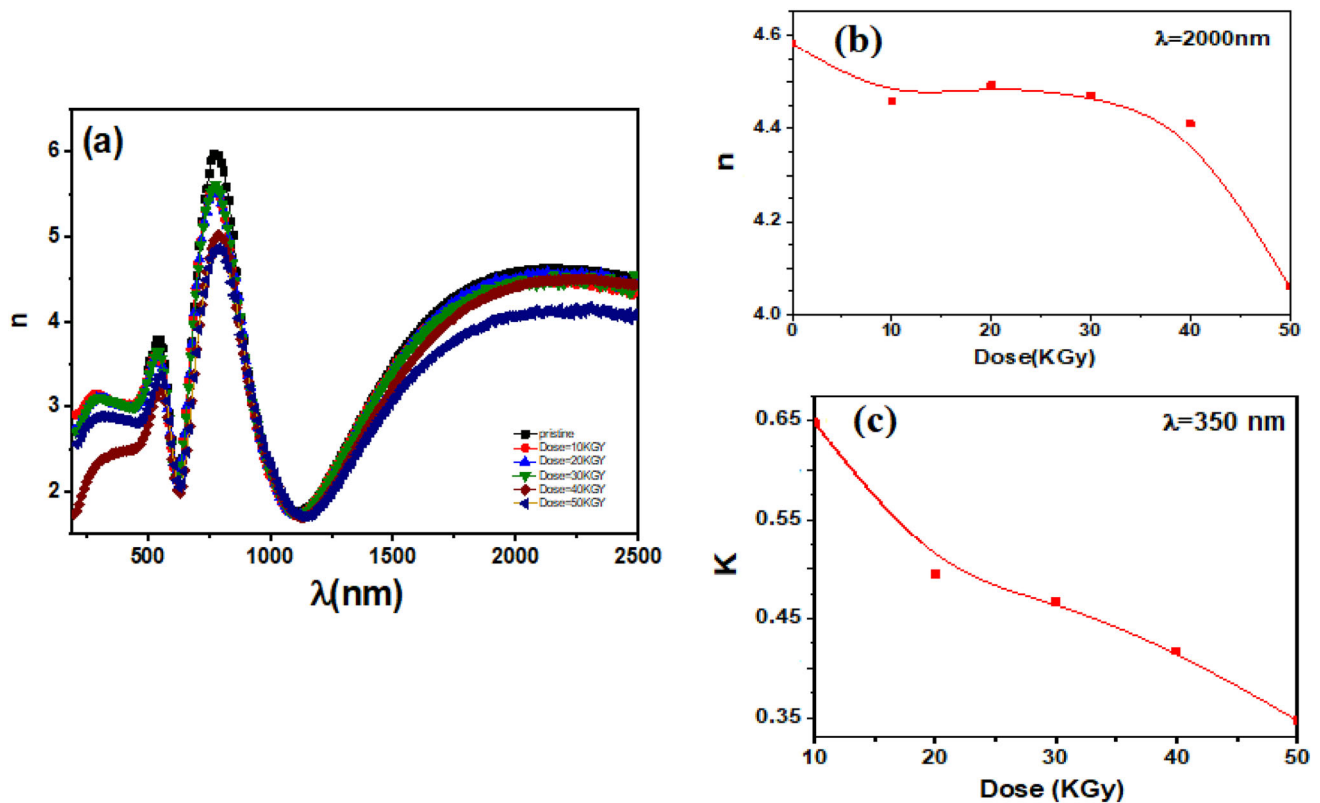 (a)
6
5
4
3
2
n
500
1000
1500
2000
2500
λ(nm)
pristine
Dose=10KGY
Dose=20KGY
Dose=30KGY
Dose=40KGY
Dose=50KGY
(b)
λ=2000nm
4.6
4.4
4.2
4.0
n
0
10
20
30
40
50
Dose(KGy)
(c)
λ=350 nm
0.65
0.55
0.45
0.35
K
10
20
30
40
50
Dose (KGy)